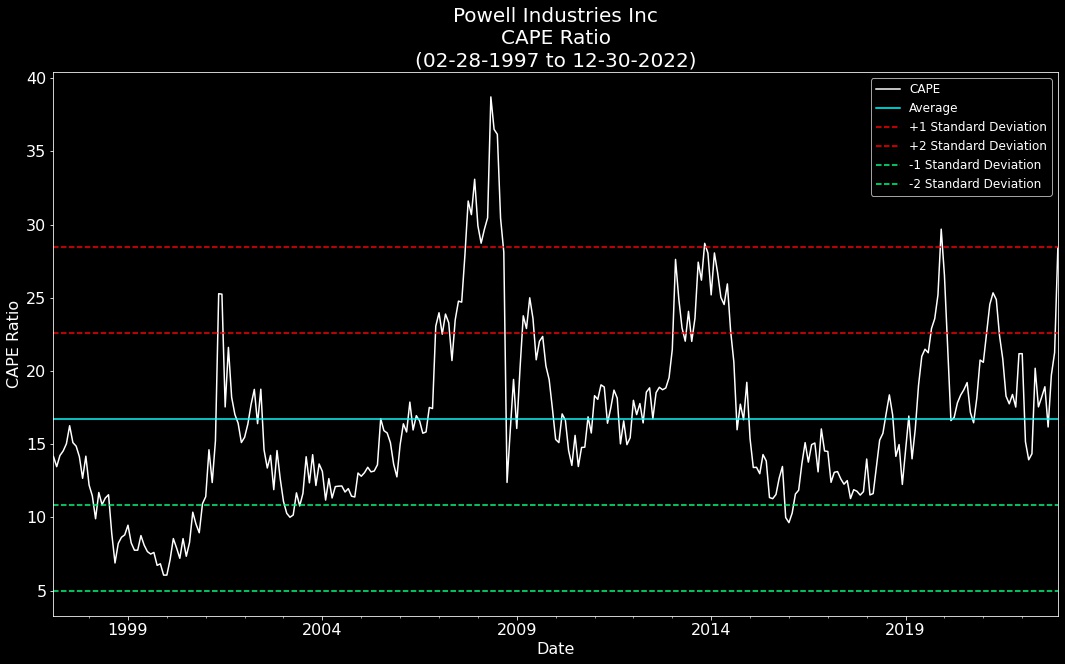 Powell Industries Inc
CAPE Ratio
(02-28-1997 to 12-30-2022)
CAPE
Average
+1 Standard Deviation
+2 Standard Deviation
-1 Standard Deviation
-2 Standard Deviation
CAPE Ratio
40
35
30
25
20
15
10
5
1999 2004 2009 2014 2019
Date